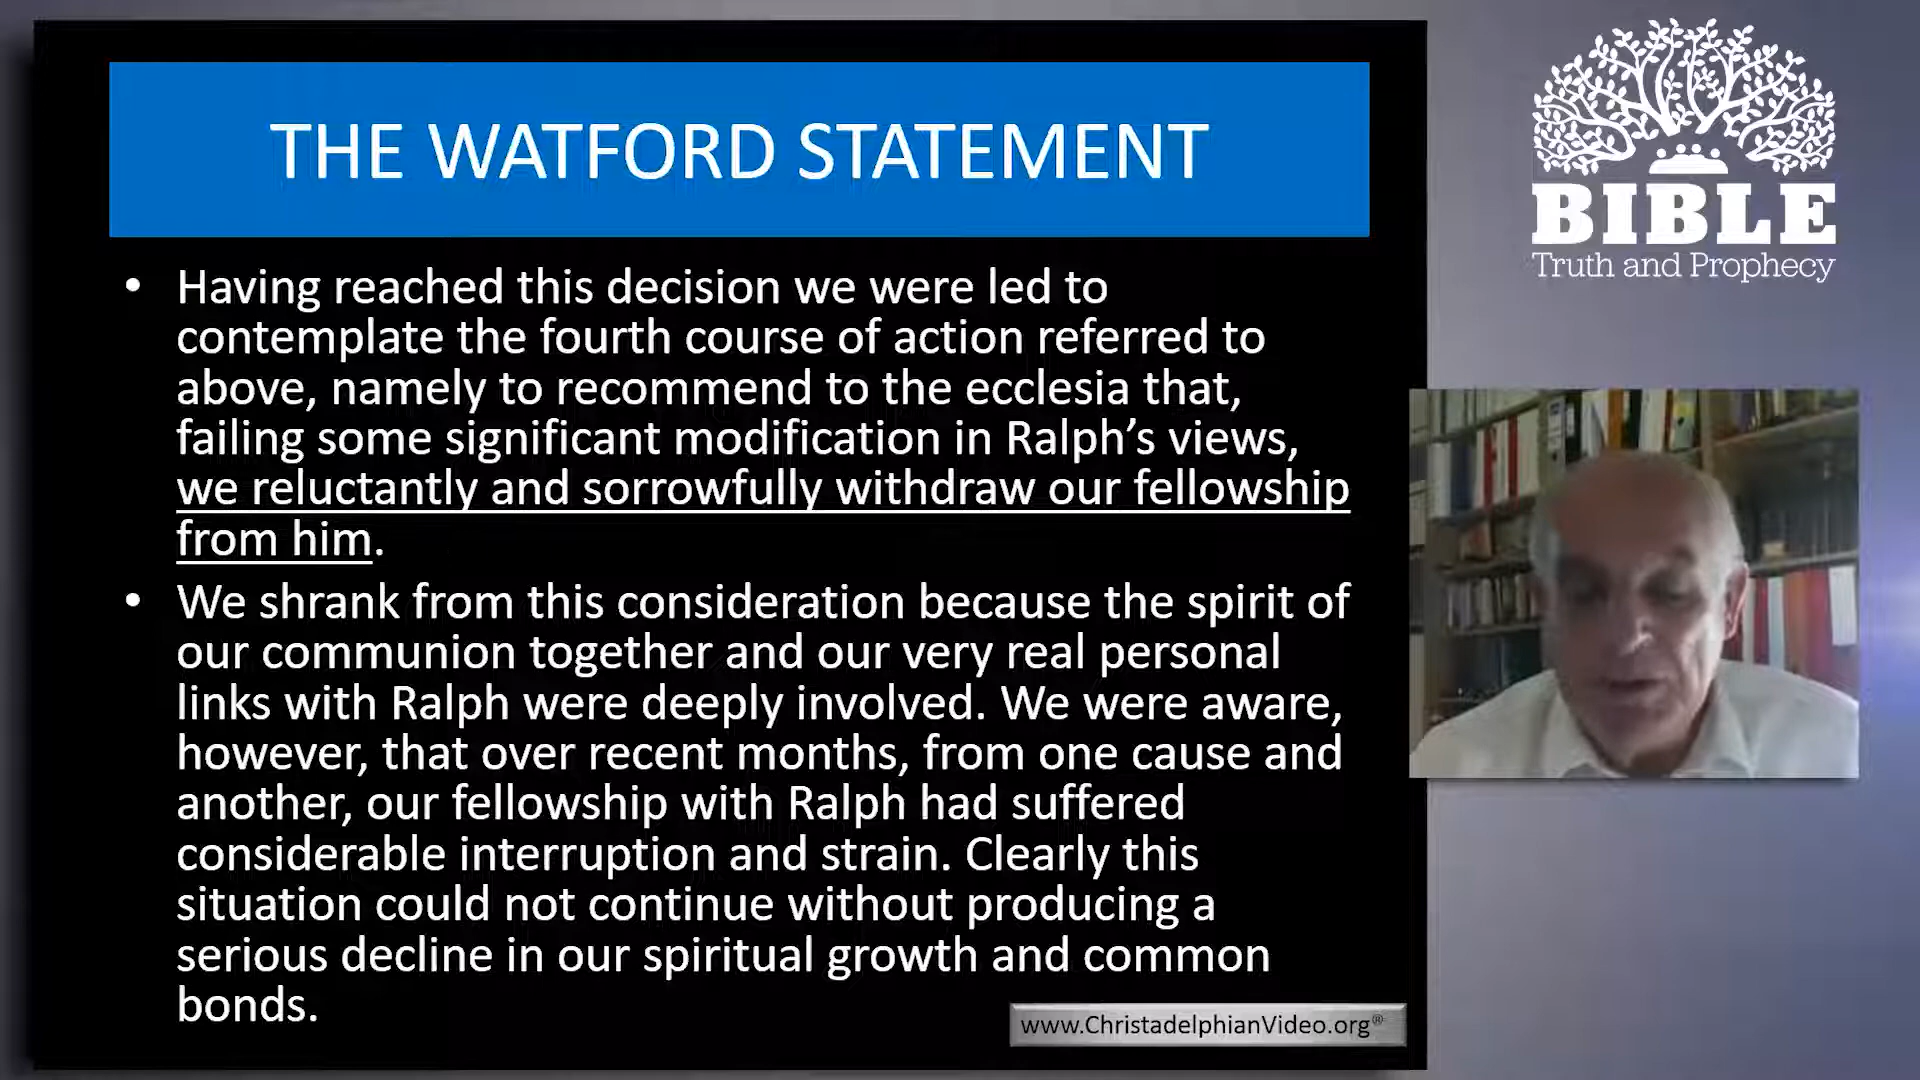 THE WATFORD STATEMENT
• Having reached this decision we were led to
contemplate the fourth course of action referred to
above, namely to recommend to the ecclesia that,
failing some significant modification in Ralph’s views,
we reluctantly and sorrowfully withdraw our fellowship
from him.
• We shrank from this consideration because the spirit of
our communion together and our very real personal
links with Ralph were deeply involved. We were aware,
however, that over recent months, from one cause and
another, our fellowship with Ralph had suffered
considerable interruption and strain. Clearly this
situation could not continue without producing a
serious decline in our spiritual growth and common
bonds.
www.ChristadelphianVideo.org®
BIBLE
Truth and Prophecy